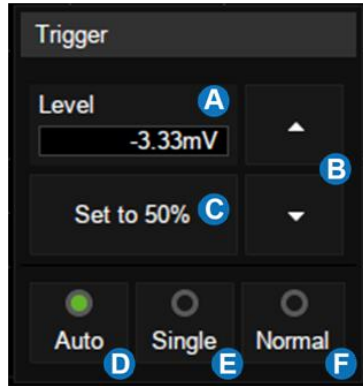 Trigger
Level A
-3.33mV
B
Set to 50% C
Auto Single Normal
D E F